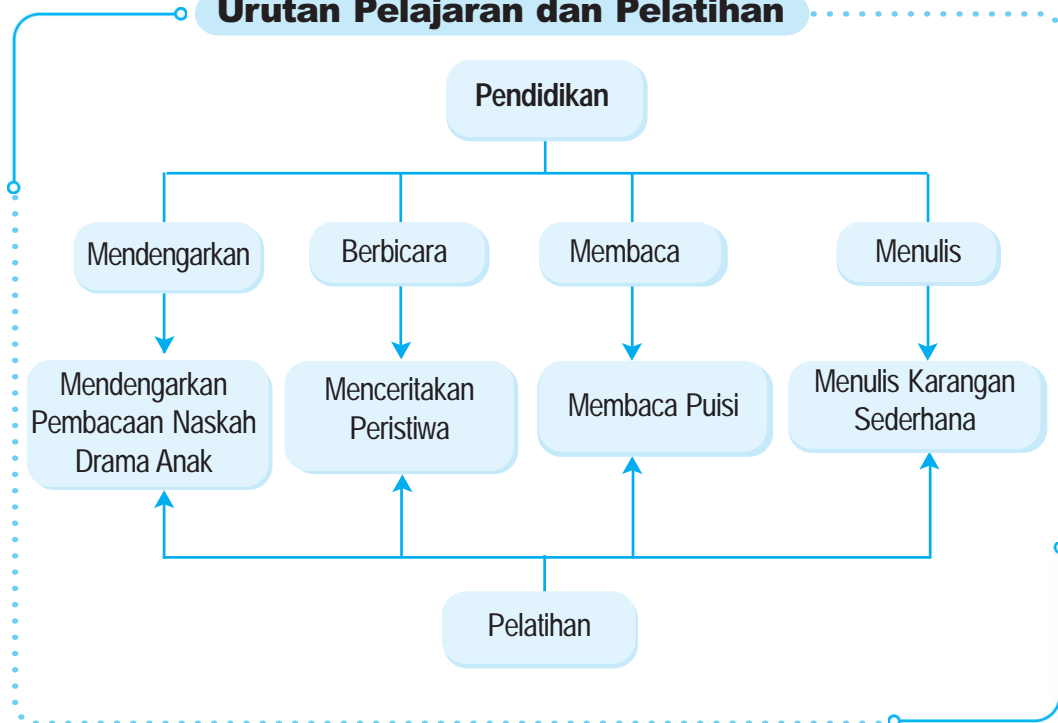 Urutan Pelajaran dan Pelatihan
Pendidikan
Mendengarkan
Berbicara
Membaca
Menulis
Mendengarkan
Pembacaan Naskah
Drama Anak
Menceritakan
Peristiwa
Membaca Puisi
Menulis Karangan
Sederhana
Pelatihan